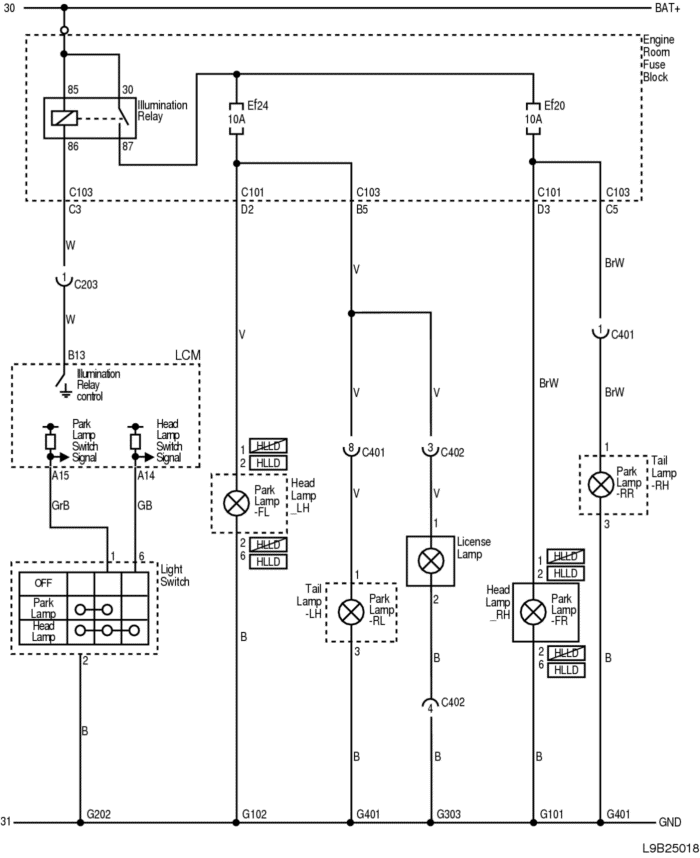 30
BAT+
Engine
Room
Fuse
Block
85
30
Illumination
Relay
86
87
Ef24
10A
Ef20
10A
C103
C101
C103
C101
C103
C3
D2
B5
D3
C5
W
V
BrW
1
C203
W
V
1
C401
B13
LCM
Illumination
Relay
control
V
V
BrW
BrW
Park
Lamp
Switch
Signal
Head
Lamp
Switch
Signal
1
HLLD
2
HLLD
8
C401
3
C402
1
A15
A14
Park
Lamp
-FL
Head
Lamp
_LH
Park
Lamp
-RR
Tail
Lamp
-RH
GrB
GB
V
V
3
1
License
Lamp
2
HLLD
6
HLLD
1
HLLD
2
HLLD
1
6
Light
Switch
OFF
Park
Lamp
Head
Lamp
1
Tail
Lamp
-LH
Park
Lamp
-RL
2
Head
Lamp
_RH
Park
Lamp
-FR
3
2
HLLD
6
HLLD
2
B
B
B
4
C402
B
B
B
B
G202
G102
G401
G303
G101
G401
31
GND
L9B25018